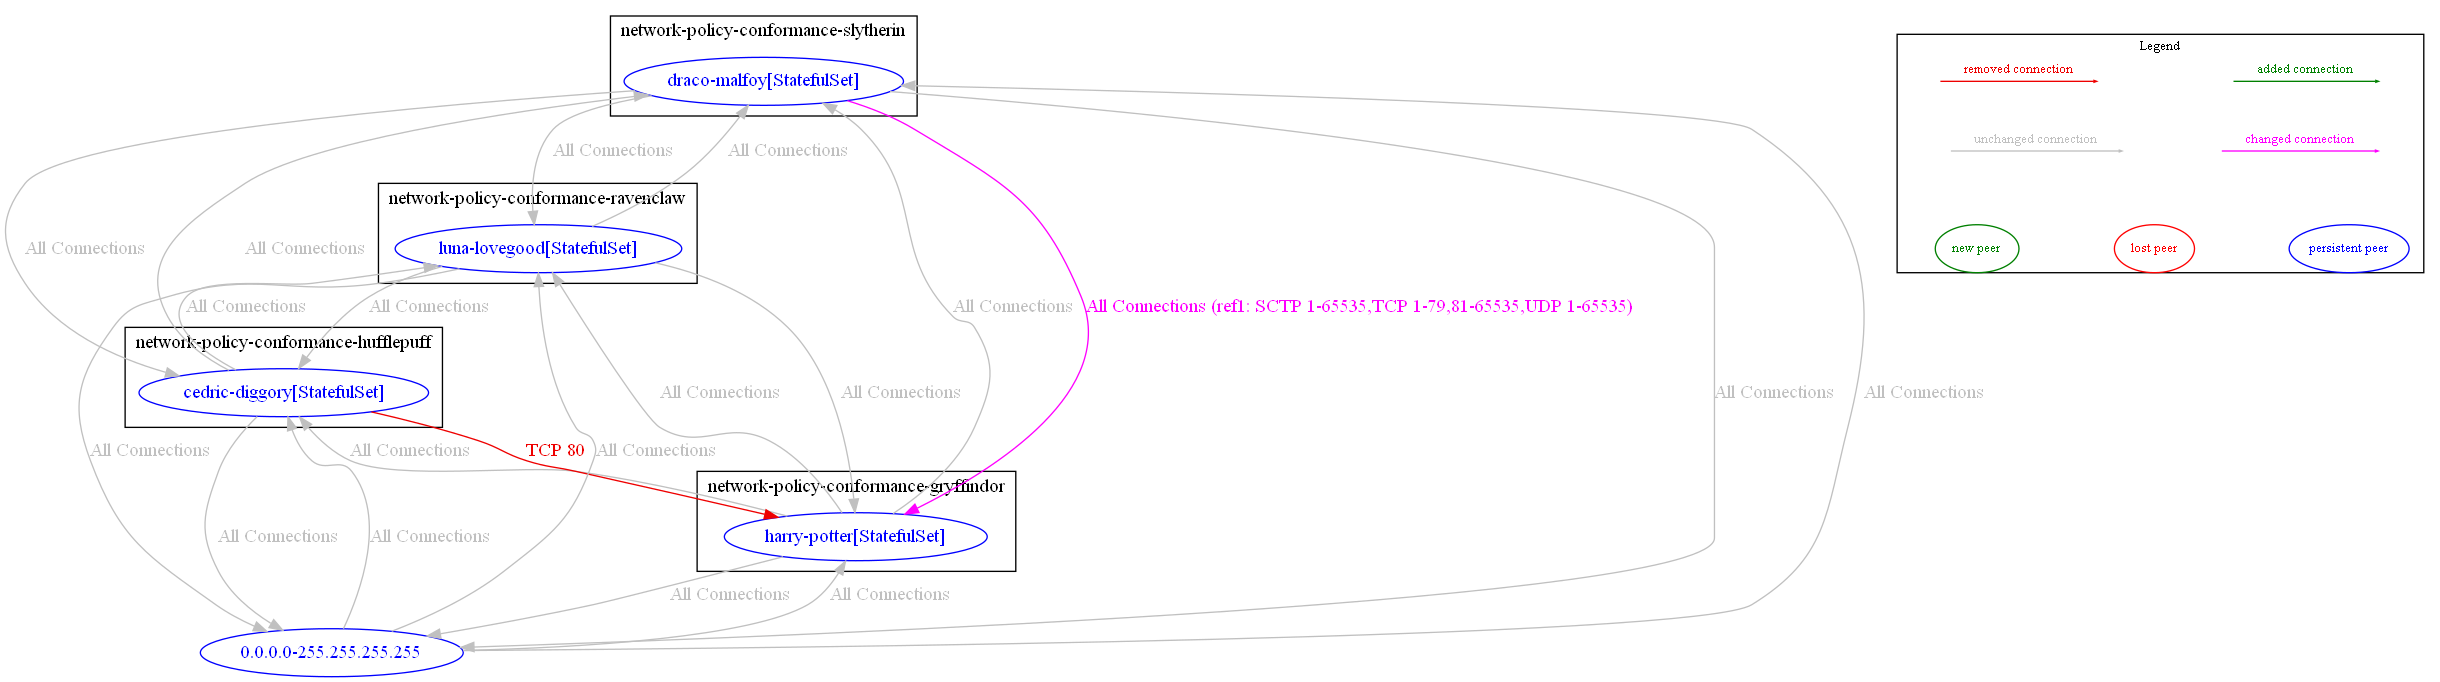 network-policy-conformance-slytherin
draco-malfoy[StatefulSet]
Legend
removed connection
added connection
unchanged connection
changed connection
new peer
lost peer
persistent peer
All Connections
All Connections
network-policy-conformance-ravenclaw
luna-lovegood[StatefulSet]
All Connections
All Connections
All Connections
All Connections
All Connections
All Connections (ref1: SCTP 1-65535,TCP 1-79,81-65535,UDP 1-65535)
network-policy-conformance-hufflepuff
cedric-diggory[StatefulSet]
All Connections
All Connections
All Connections
All Connections
All Connections
All Connections
TCP 80
All Connections
network-policy-conformance-gryffindor
harry-potter[StatefulSet]
All Connections
All Connections
All Connections
All Connections
0.0.0.0-255.255.255.255